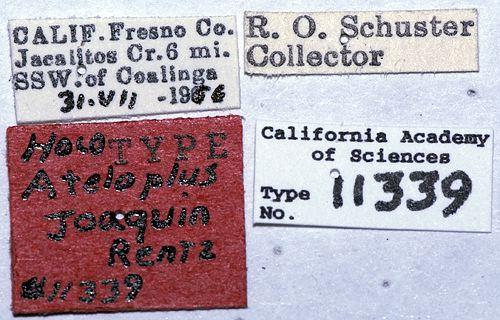 CALIF. Fresno Co.
Jacalitos Cr. 6 mi.
SSW. of Coalinga
31-VII -1956
R. O. Schuster
Collector
HoloTYPE
Ateloplus
Joaquin
Rentz
#11339
California Academy
of Sciences
Type
No. 11339